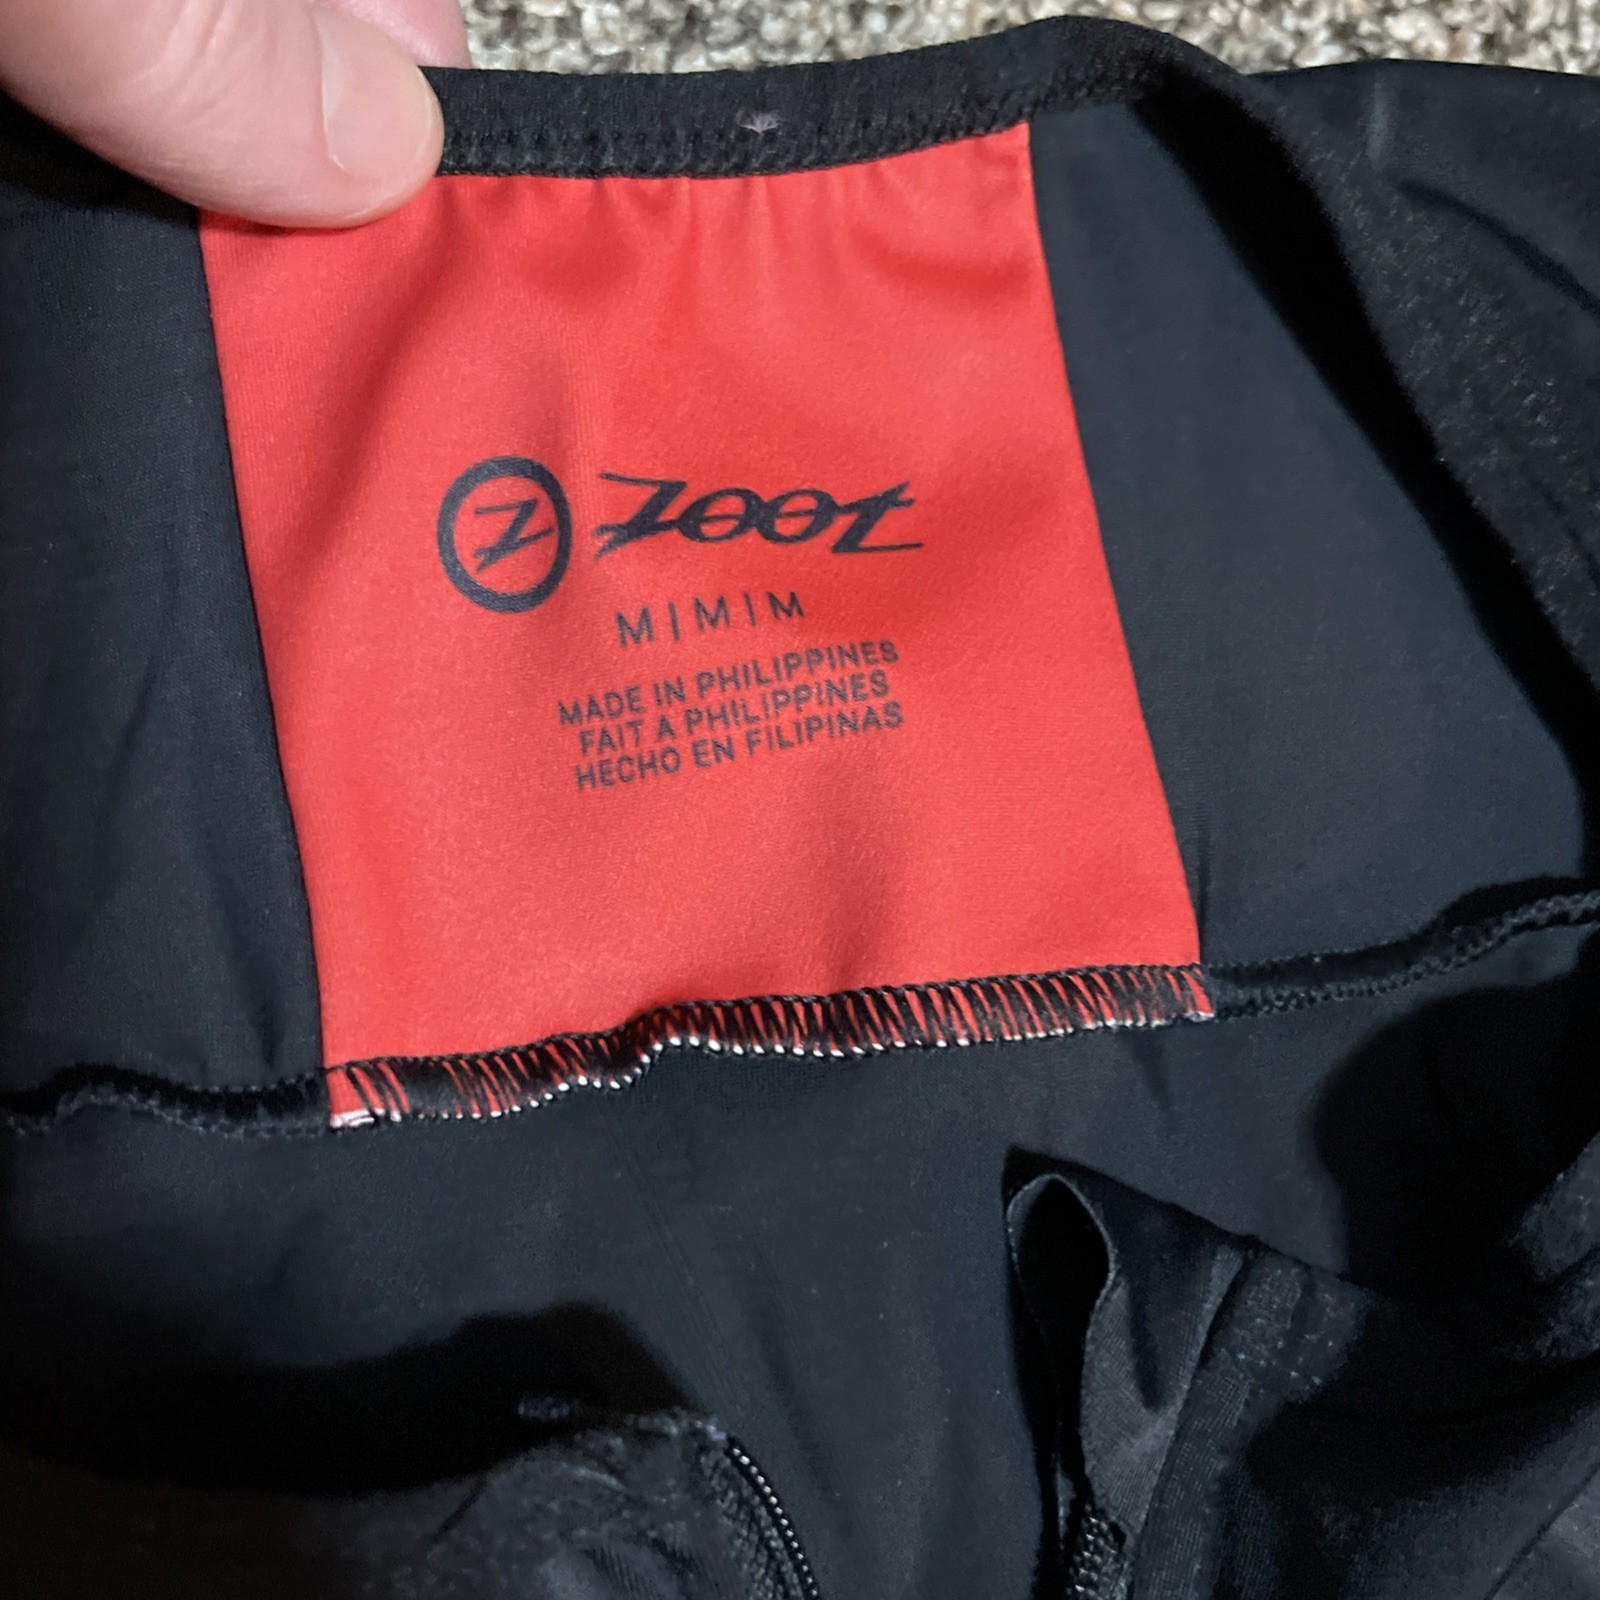 Z zoot
M | M | M
MADE IN PHILIPPINES
FAIT A PHILIPPINES
HECHO EN FILIPINAS